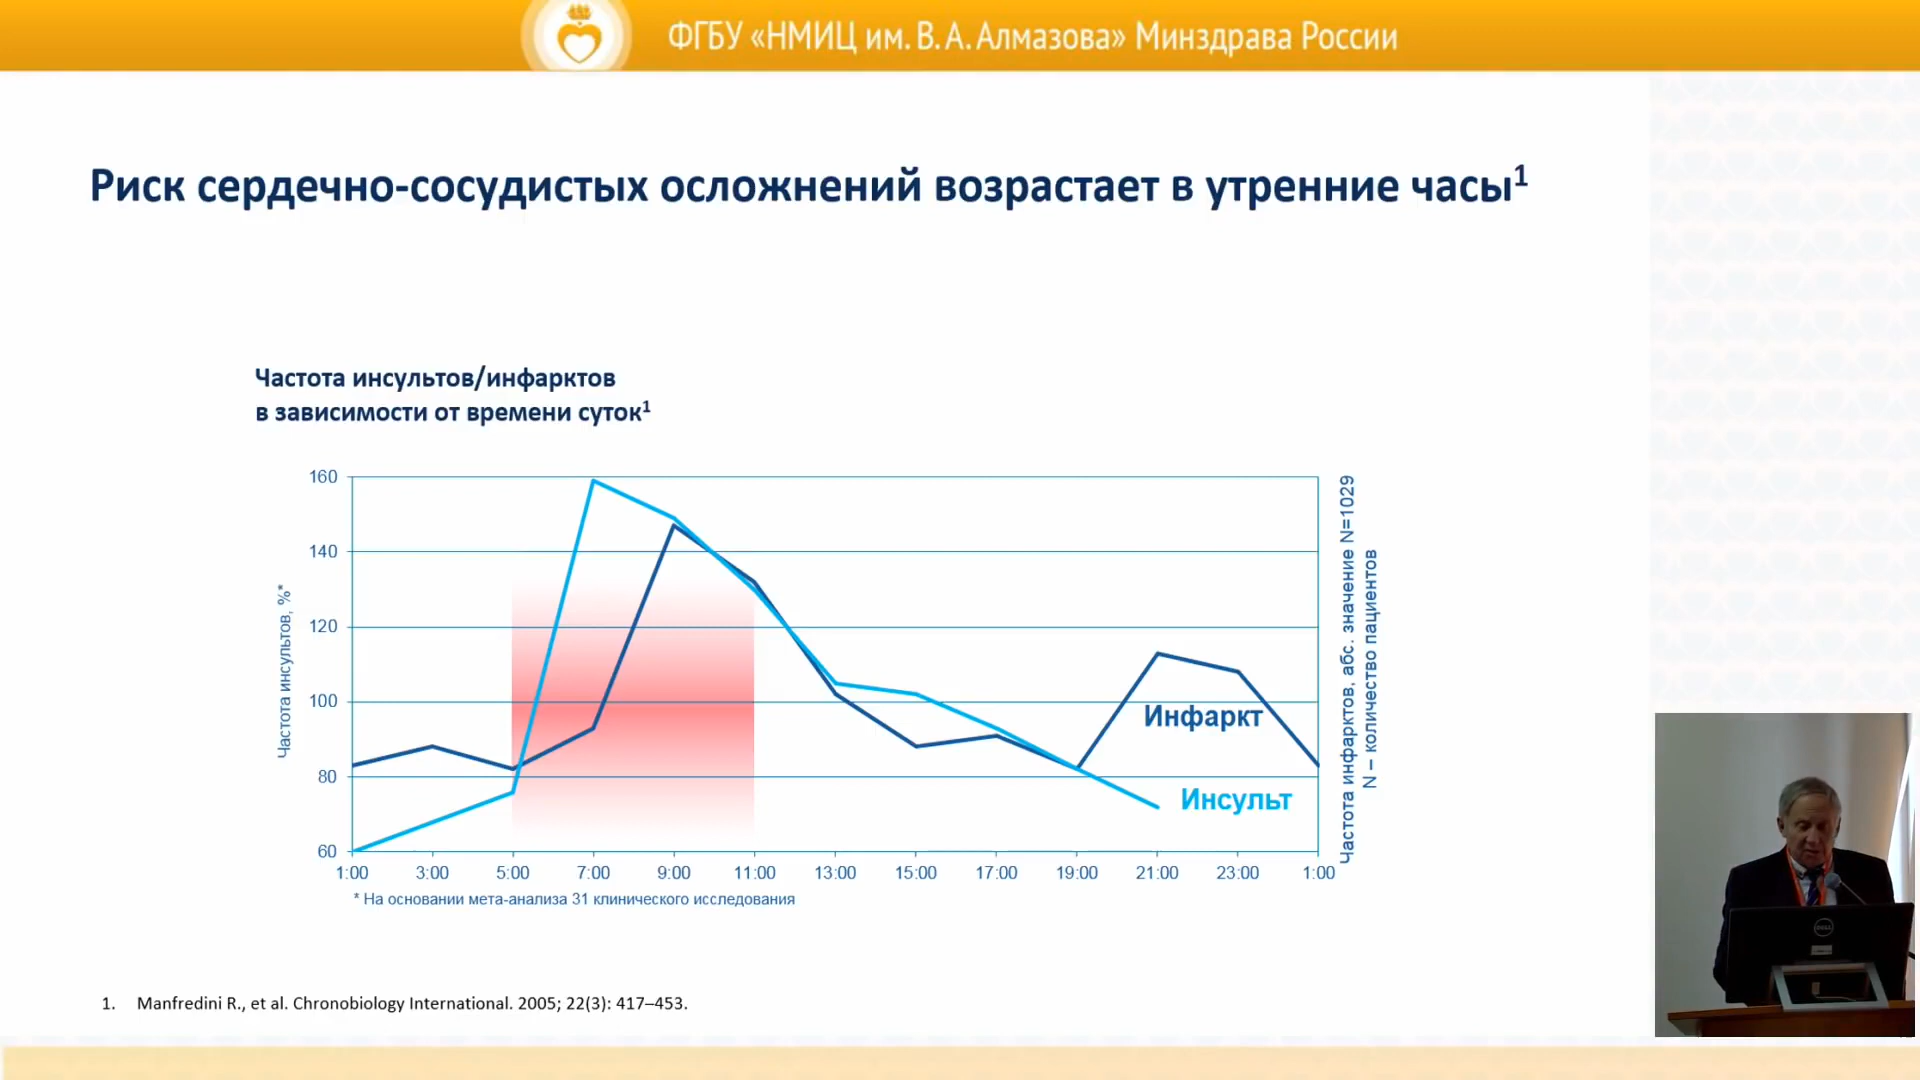 ФГБУ «НМИЦ им. В. А. Алмазова» Минздрава России
Риск сердечно-сосудистых осложнений возрастает в утренние часы¹
Частота инсультов/инфарктов
в зависимости от времени суток¹
Частота инсультов, %*
160
140
120
100
80
60
1:00 3:00 5:00 7:00 9:00 11:00 13:00 15:00 17:00 19:00 21:00 23:00 1:00
Инфаркт
Инсульт
Частота инфарктов, абс. значение N=1029
N – количество пациентов
* На основании мета-анализа 31 клинического исследования
1. Manfredini R., et al. Chronobiology International. 2005; 22(3): 417–453.
DELL